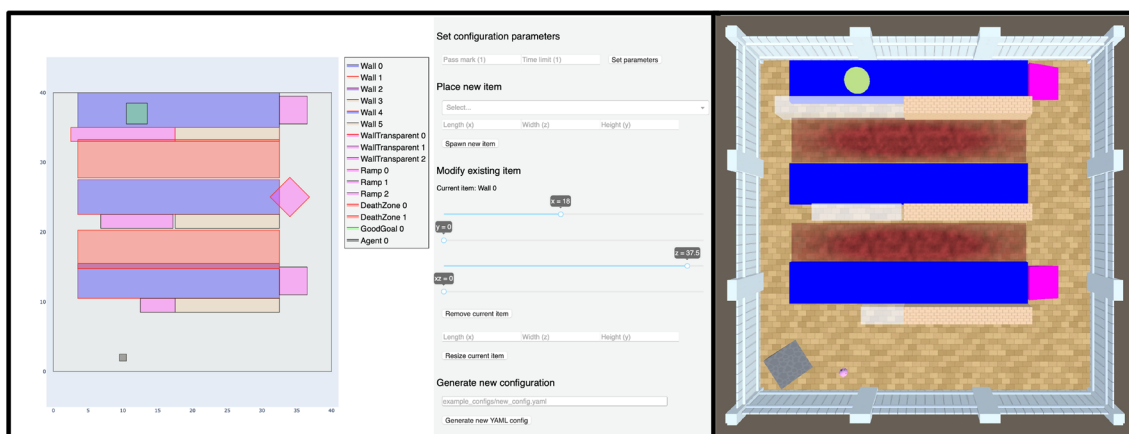 40
30
20
10
0
0
5
10
15
20
25
30
35
40
Wall 0
Wall 1
Wall 2
Wall 3
Wall 4
Wall 5
WallTransparent 0
WallTransparent 1
WallTransparent 2
Ramp 0
Ramp 1
Ramp 2
DeathZone 0
DeathZone 1
GoodGoal 0
Agent 0
Set configuration parameters
Pass mark (1) Time limit (1) Set parameters
Place new item
Select...
Length (x) Width (z) Height (y)
Spawn new item
Modify existing item
Current item: Wall 0
x = 18
y = 0
z = 37.5
xz = 0
Remove current item
Length (x) Width (z) Height (y)
Resize current item
Generate new configuration
example_configs/new_config.yaml
Generate new YAML config